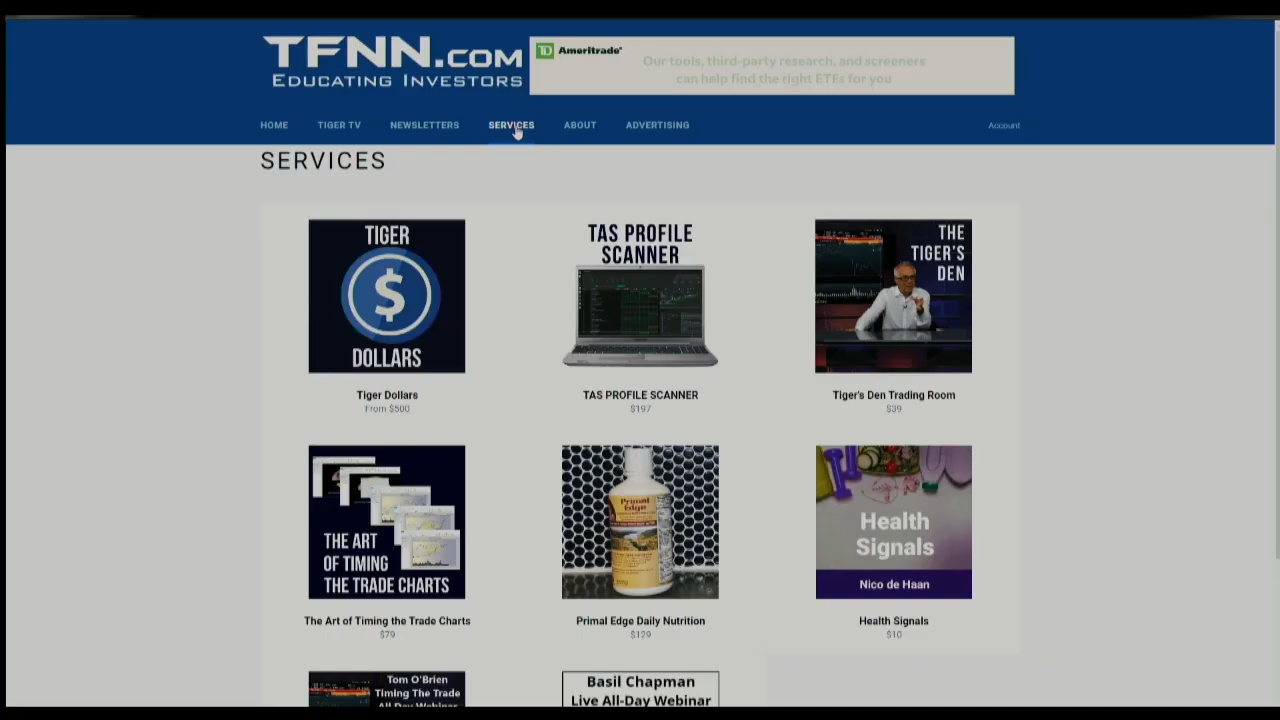 TFNN.COM
EDUCATING INVESTORS
TD Ameritrade
Our tools, third-party research, and screeners
can help find the right ETFs for you
HOME TIGER TV NEWSLETTERS SERVICES ABOUT ADVERTISING Account
SERVICES
TIGER
$
DOLLARS
Tiger Dollars
From $500
TAS PROFILE
SCANNER
TAS PROFILE SCANNER
$197
THE
TIGER'S
DEN
Tiger's Den Trading Room
$39
THE ART
OF TIMING
THE TRADE CHARTS
The Art of Timing the Trade Charts
$79
Primal
Edge
Primal Edge Daily Nutrition
$129
Health
Signals
Nico de Haan
Health Signals
$10
Tom O'Brien
Timing The Trade
All Day Webinar
Basil Chapman
Live All-Day Webinar